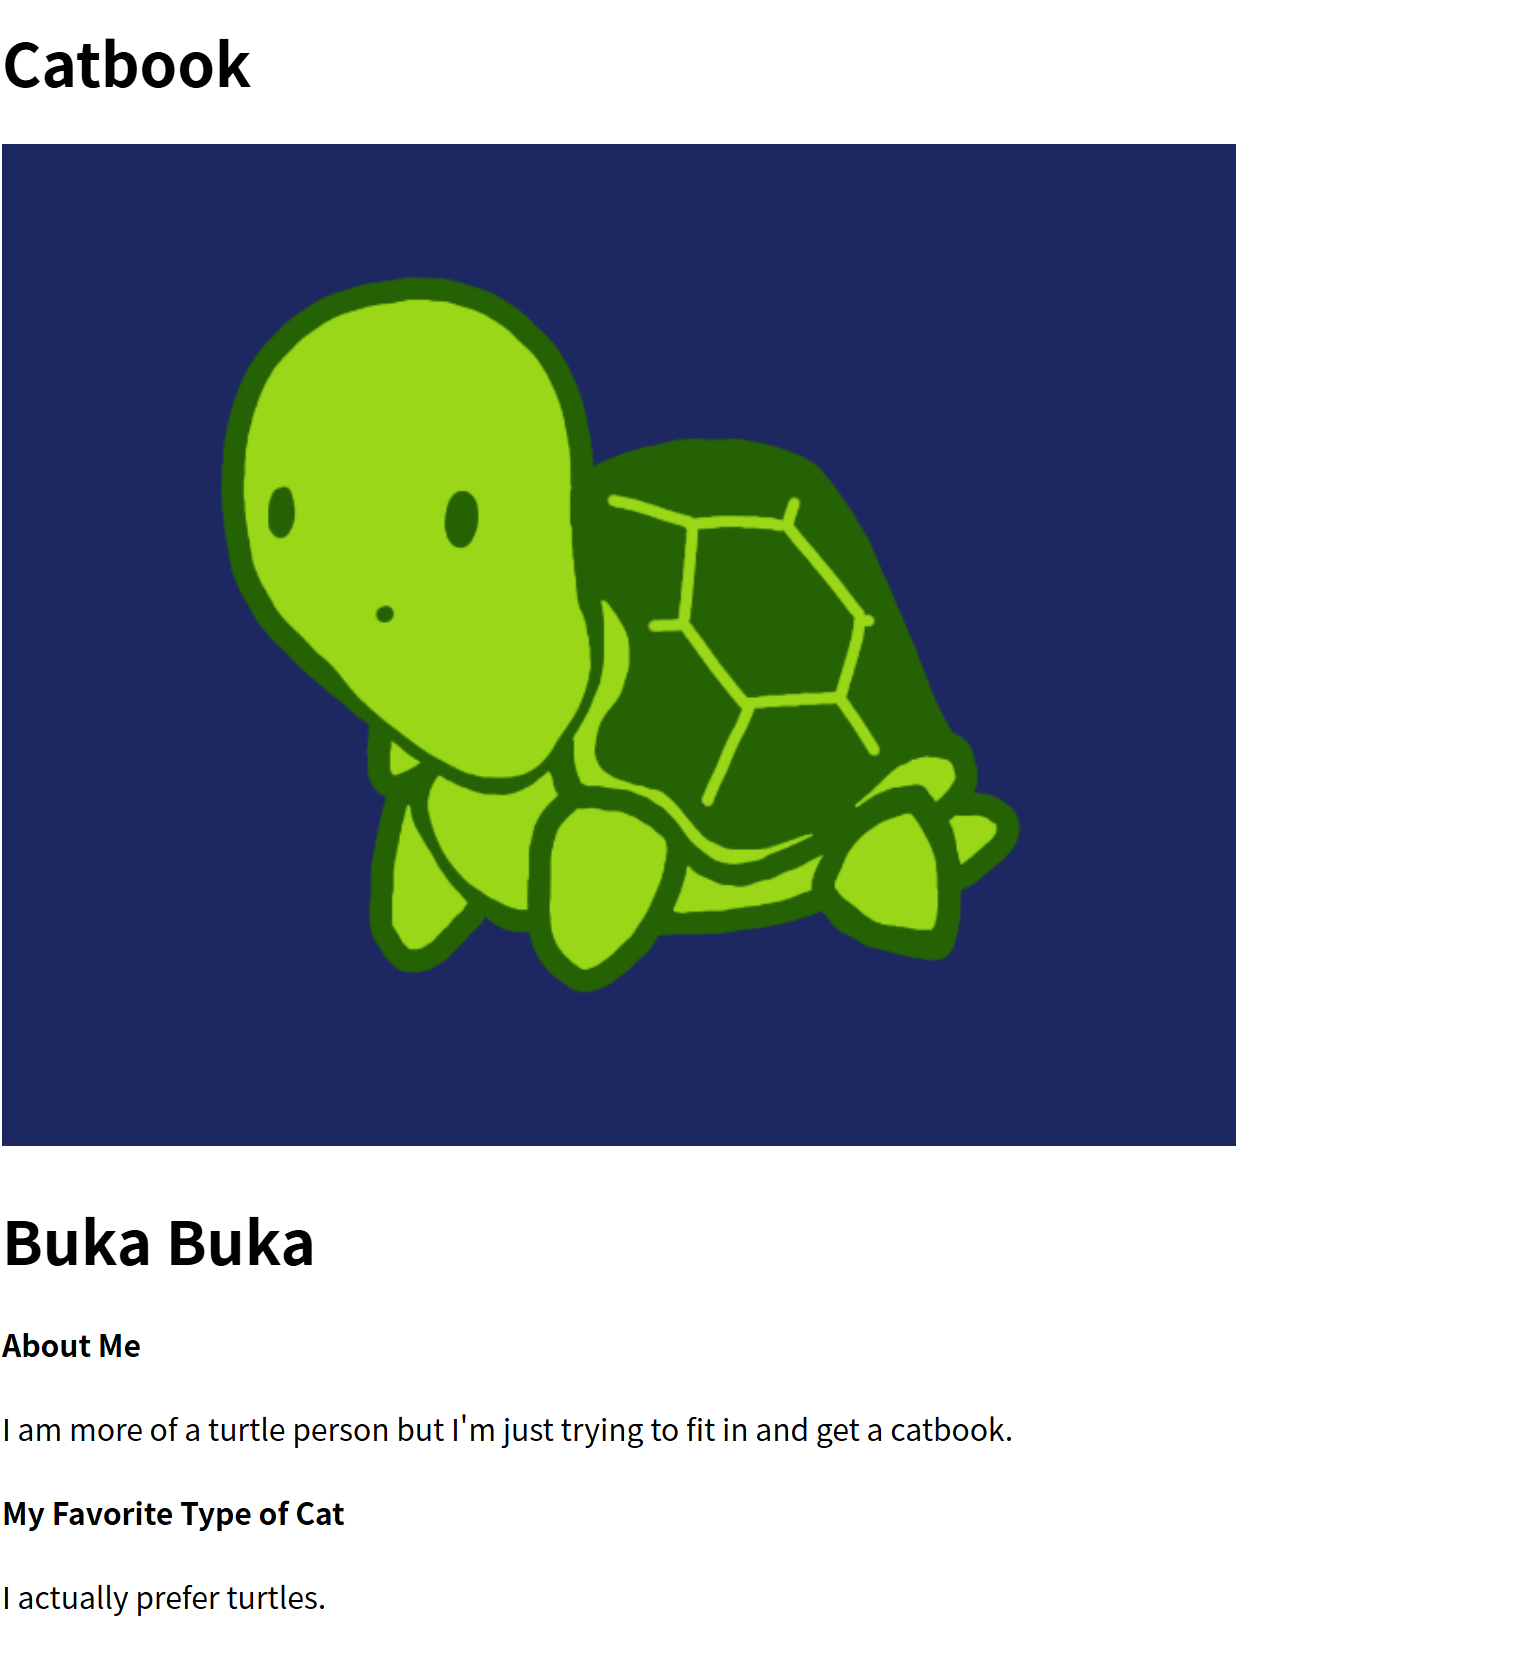 Catbook
Buka Buka
About Me
I am more of a turtle person but I'm just trying to fit in and get a catbook.
My Favorite Type of Cat
I actually prefer turtles.